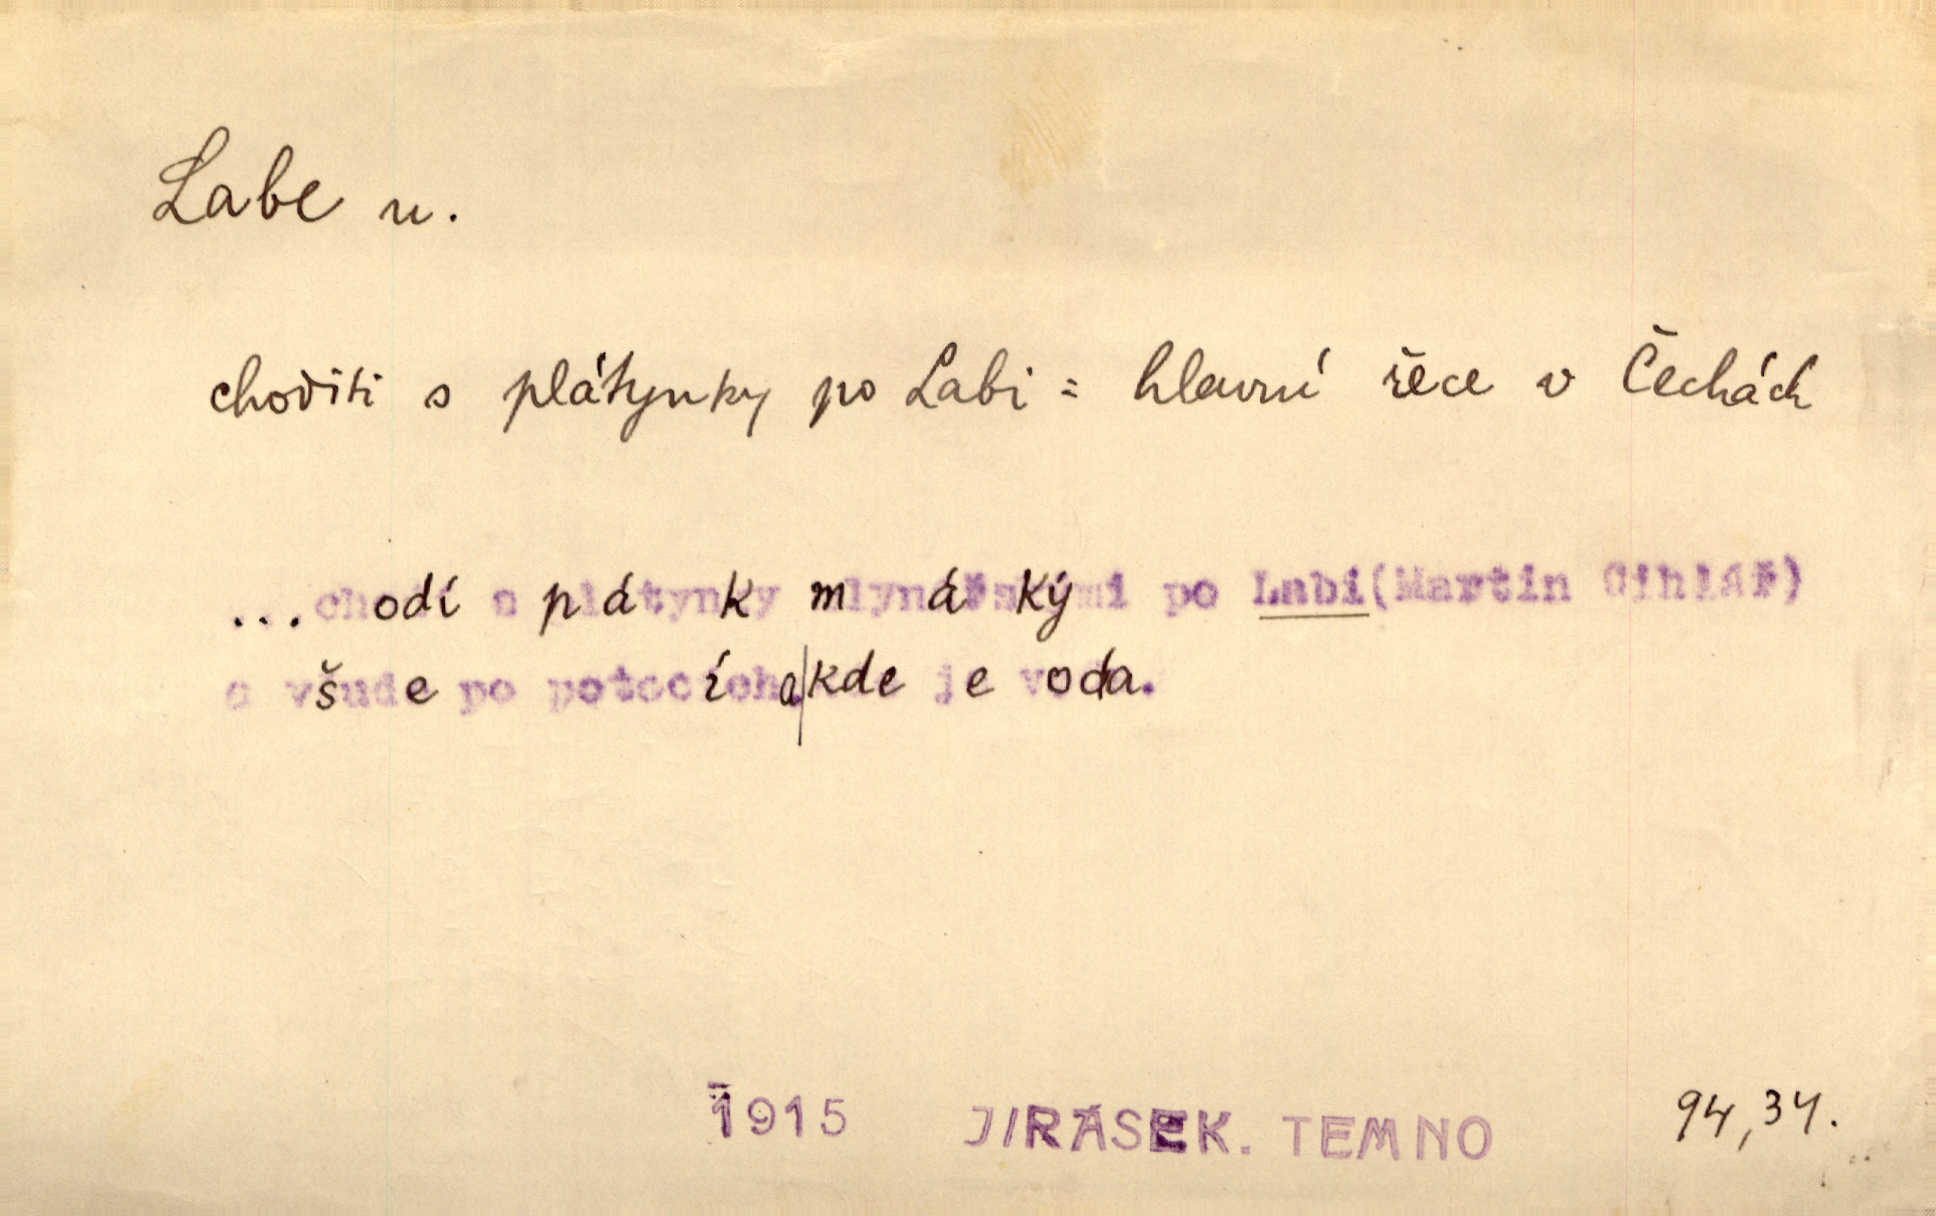 Labe n.
choditi s plátynky po Labi = hlavní řece v Čechách
...chodí s plátynky mlynářskými po Labi(Martin Cihlář)
a všude po potocích a kde je voda.
1915 JIRÁSEK. TEMNO 94,34.